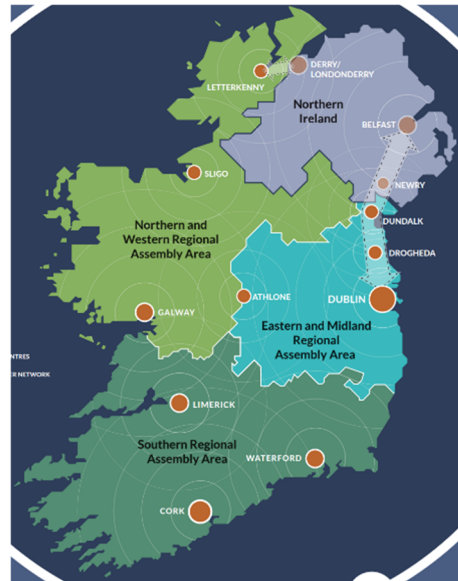 DERRY/
LONDONDERRY
LETTERKENNY
Northern
Ireland
BELFAST
SLIGO
NEWRY
DUNDALK
Northern and
Western Regional
Assembly Area
DROGHEDA
ATHLONE
DUBLIN
GALWAY
Eastern and Midland
Regional
Assembly Area
NTRES
ER NETWORK
LIMERICK
Southern Regional
Assembly Area
WATERFORD
CORK